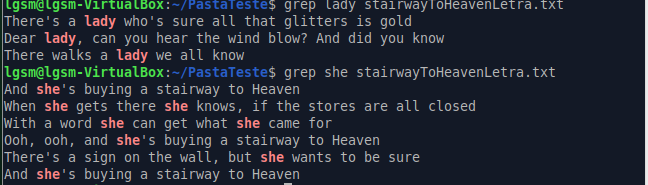 lgsm@lgsm-VirtualBox:~/PastaTeste$ grep lady stairwayToHeavenLetra.txt
There's a lady who's sure all that glitters is gold
Dear lady, can you hear the wind blow? And did you know
There walks a lady we all know
lgsm@lgsm-VirtualBox:~/PastaTeste$ grep she stairwayToHeavenLetra.txt
And she's buying a stairway to Heaven
When she gets there she knows, if the stores are all closed
With a word she can get what she came for
Ooh, ooh, and she's buying a stairway to Heaven
There's a sign on the wall, but she wants to be sure
And she's buying a stairway to Heaven